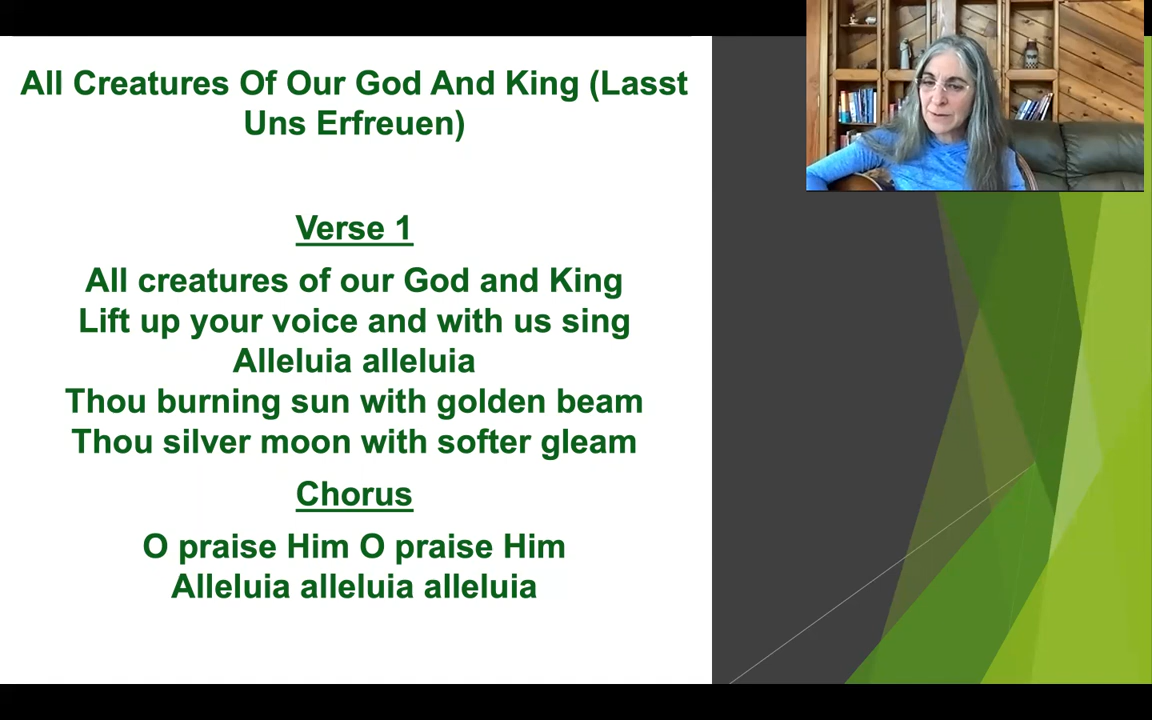 All Creatures Of Our God And King (Lasst
Uns Erfreuen)
Verse 1
All creatures of our God and King
Lift up your voice and with us sing
Alleluia alleluia
Thou burning sun with golden beam
Thou silver moon with softer gleam
Chorus
O praise Him O praise Him
Alleluia alleluia alleluia